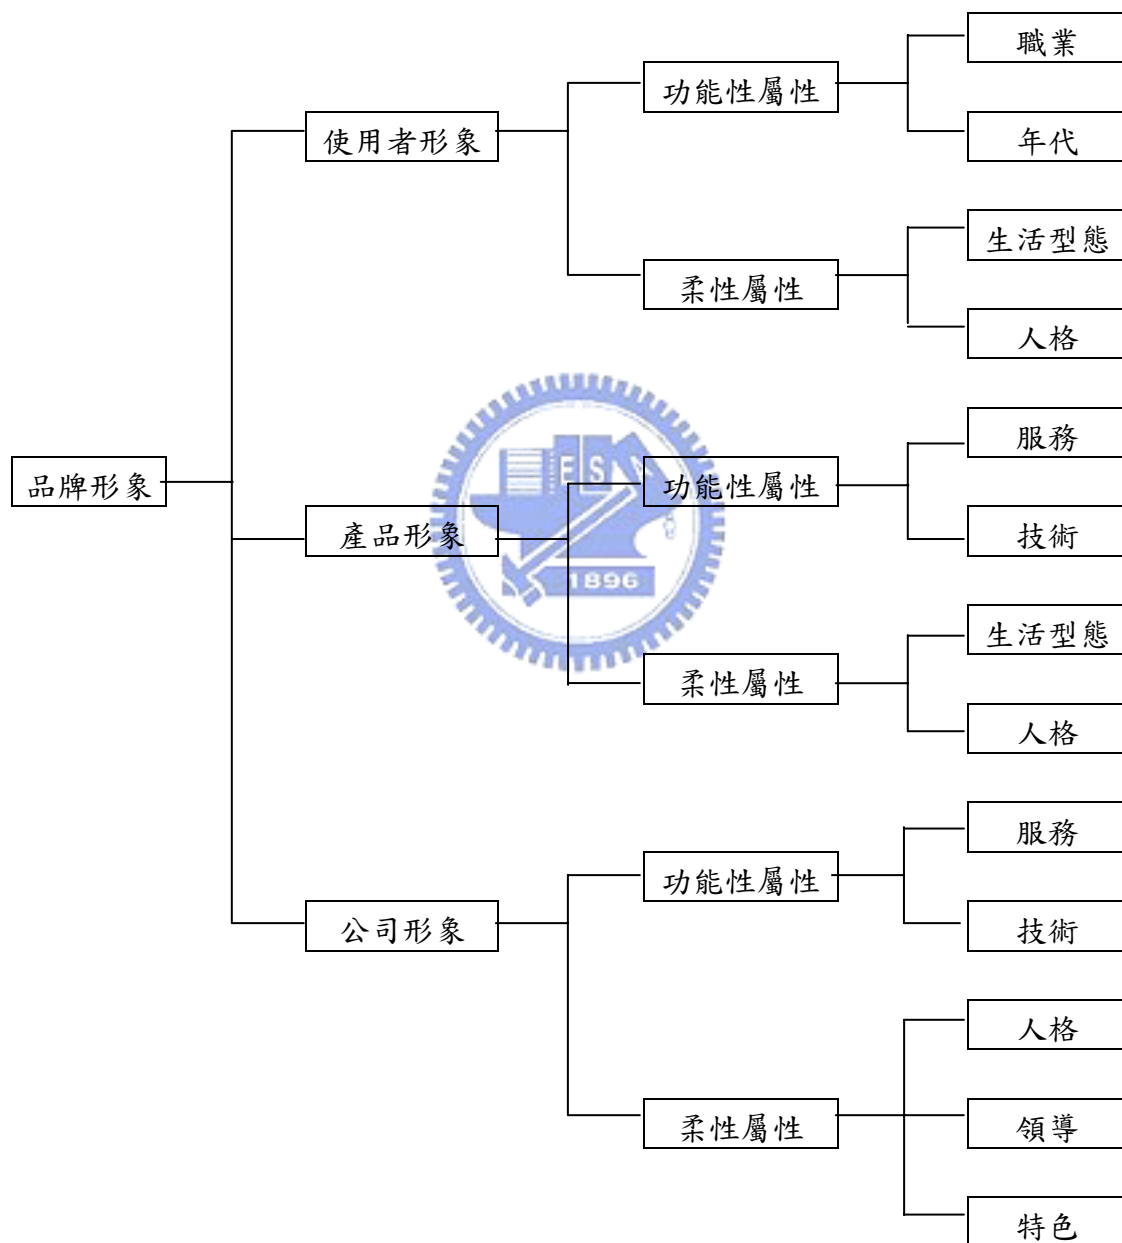 品牌形象
使用者形象
功能性屬性
職業
年代
柔性屬性
生活型態
人格
產品形象
功能性屬性
服務
技術
柔性屬性
生活型態
人格
公司形象
功能性屬性
服務
技術
柔性屬性
人格
領導
特色
ES
1896